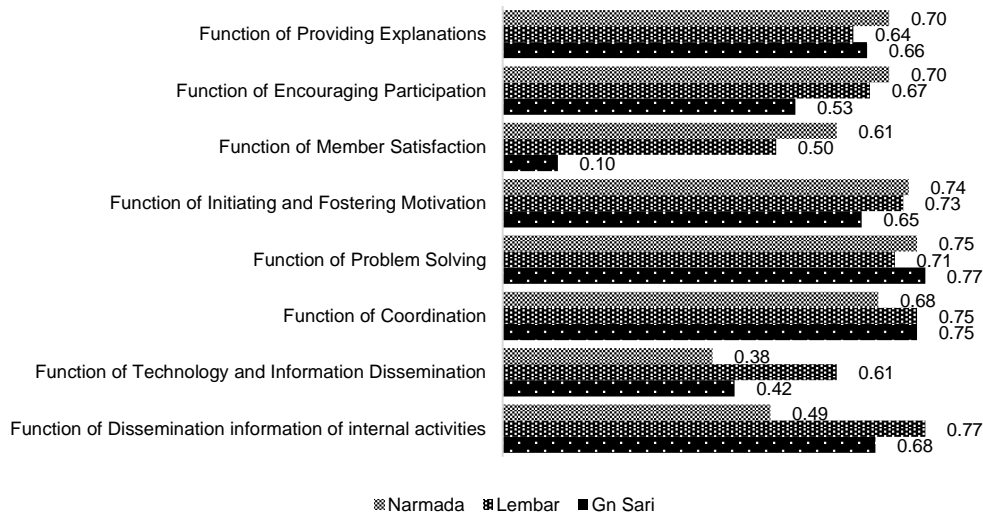 Function of Providing Explanations
0.70
0.64
0.66
Function of Encouraging Participation
0.70
0.67
0.53
Function of Member Satisfaction
0.61
0.50
0.10
Function of Initiating and Fostering Motivation
0.74
0.73
0.65
Function of Problem Solving
0.75
0.71
0.77
Function of Coordination
0.68
0.75
0.75
Function of Technology and Information Dissemination
0.38
0.61
0.42
Function of Dissemination information of internal activities
0.49
0.77
0.68
Narmada Lembar Gn Sari